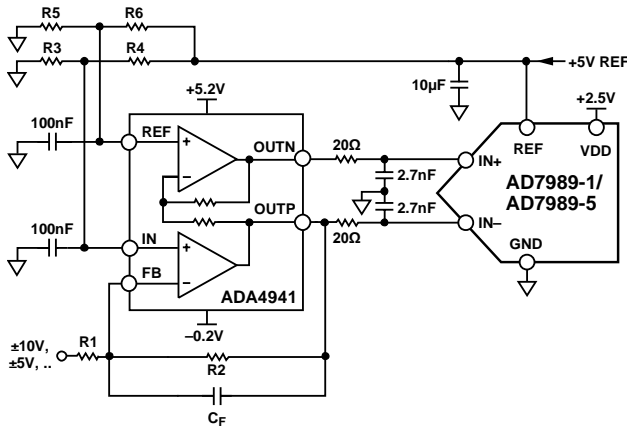 R5
R6
R3
R4
+5V REF
10µF
+5.2V
+2.5V
100nF
REF
OUTN
20Ω
IN+
REF
VDD
2.7nF
AD7989-1/
AD7989-5
2.7nF
OUTP
100nF
IN
20Ω
IN–
GND
FB
ADA4941
–0.2V
±10V,
±5V, ..
R1
R2
CF
+
–
+
–